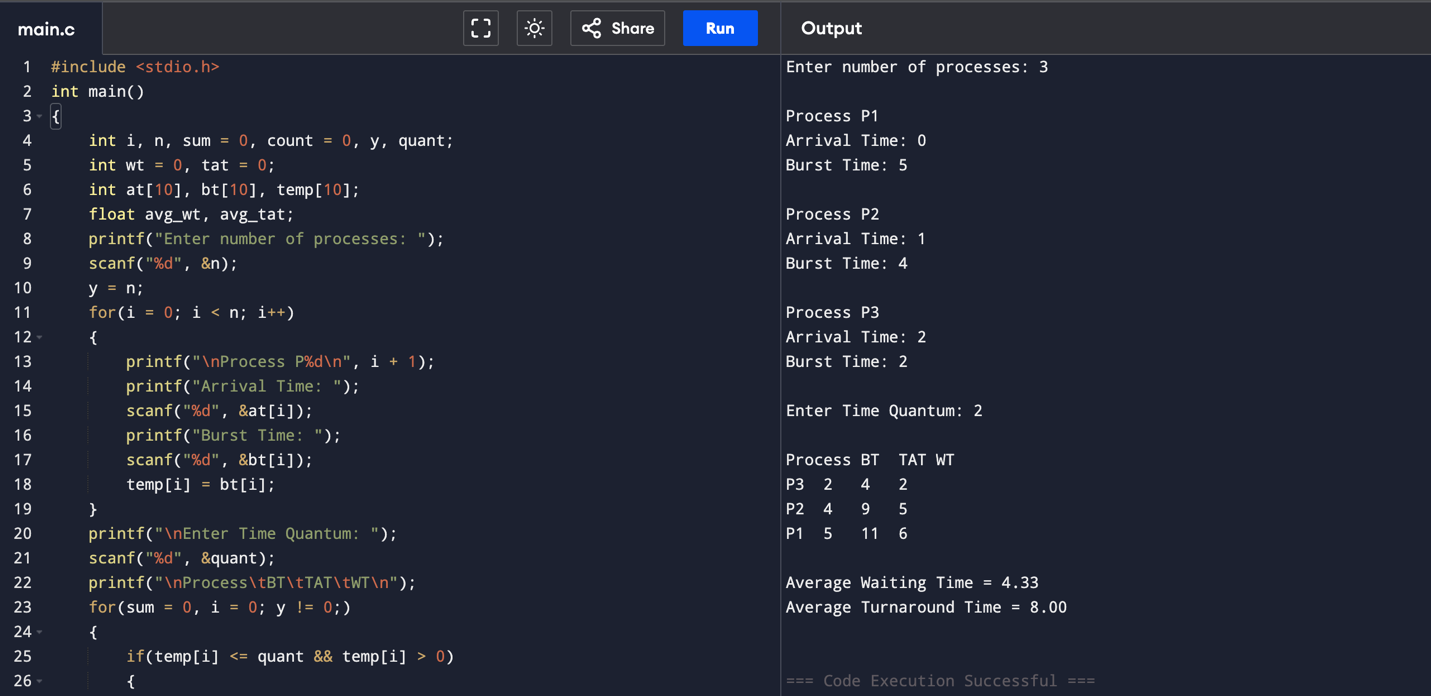 main.c
Share
Run
Output
1 #include <stdio.h>
2 int main()
3 {
4 int i, n, sum = 0, count = 0, y, quant;
5 int wt = 0, tat = 0;
6 int at[10], bt[10], temp[10];
7 float avg_wt, avg_tat;
8 printf("Enter number of processes: ");
9 scanf("%d", &n);
10 y = n;
11 for(i = 0; i < n; i++)
12 {
13 printf("\nProcess P%d\n", i + 1);
14 printf("Arrival Time: ");
15 scanf("%d", &at[i]);
16 printf("Burst Time: ");
17 scanf("%d", &bt[i]);
18 temp[i] = bt[i];
19 }
20 printf("\nEnter Time Quantum: ");
21 scanf("%d", &quant);
22 printf("\nProcess\tBT\tTAT\tWT\n");
23 for(sum = 0, i = 0; y != 0;)
24 {
25 if(temp[i] <= quant && temp[i] > 0)
26 {
Enter number of processes: 3
Process P1
Arrival Time: 0
Burst Time: 5
Process P2
Arrival Time: 1
Burst Time: 4
Process P3
Arrival Time: 2
Burst Time: 2
Enter Time Quantum: 2
Process BT TAT WT
P3 2 4 2
P2 4 9 5
P1 5 11 6
Average Waiting Time = 4.33
Average Turnaround Time = 8.00
=== Code Execution Successful ===